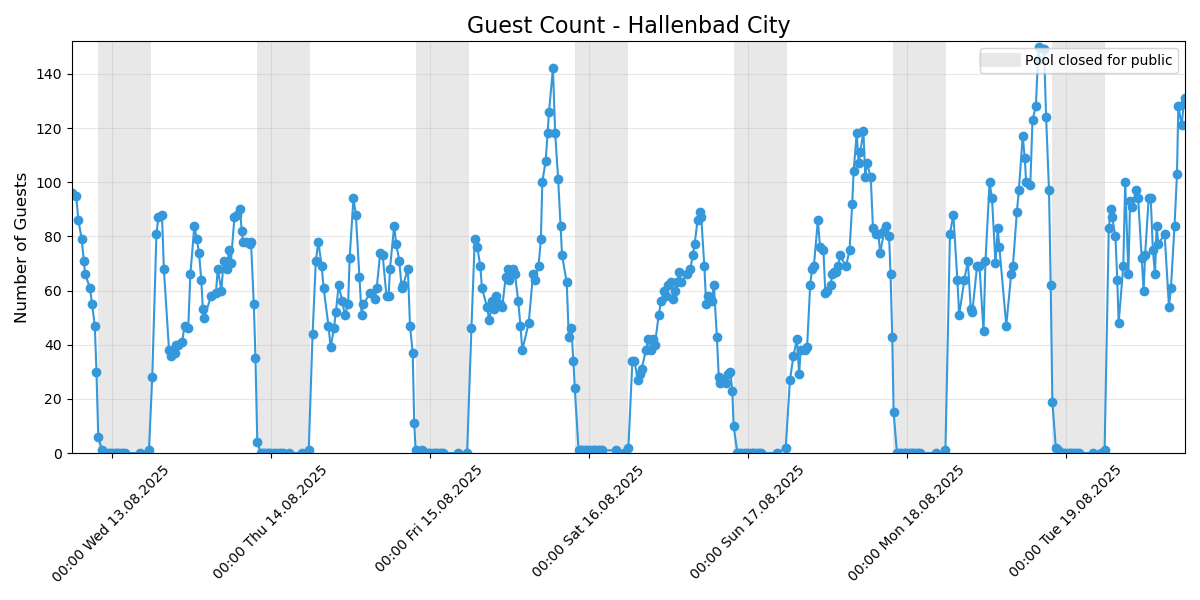 Guest Count - Hallenbad City
Pool closed for public
Number of Guests
140
120
100
80
60
40
20
0
00:00 Wed 13.08.2025
00:00 Thu 14.08.2025
00:00 Fri 15.08.2025
00:00 Sat 16.08.2025
00:00 Sun 17.08.2025
00:00 Mon 18.08.2025
00:00 Tue 19.08.2025